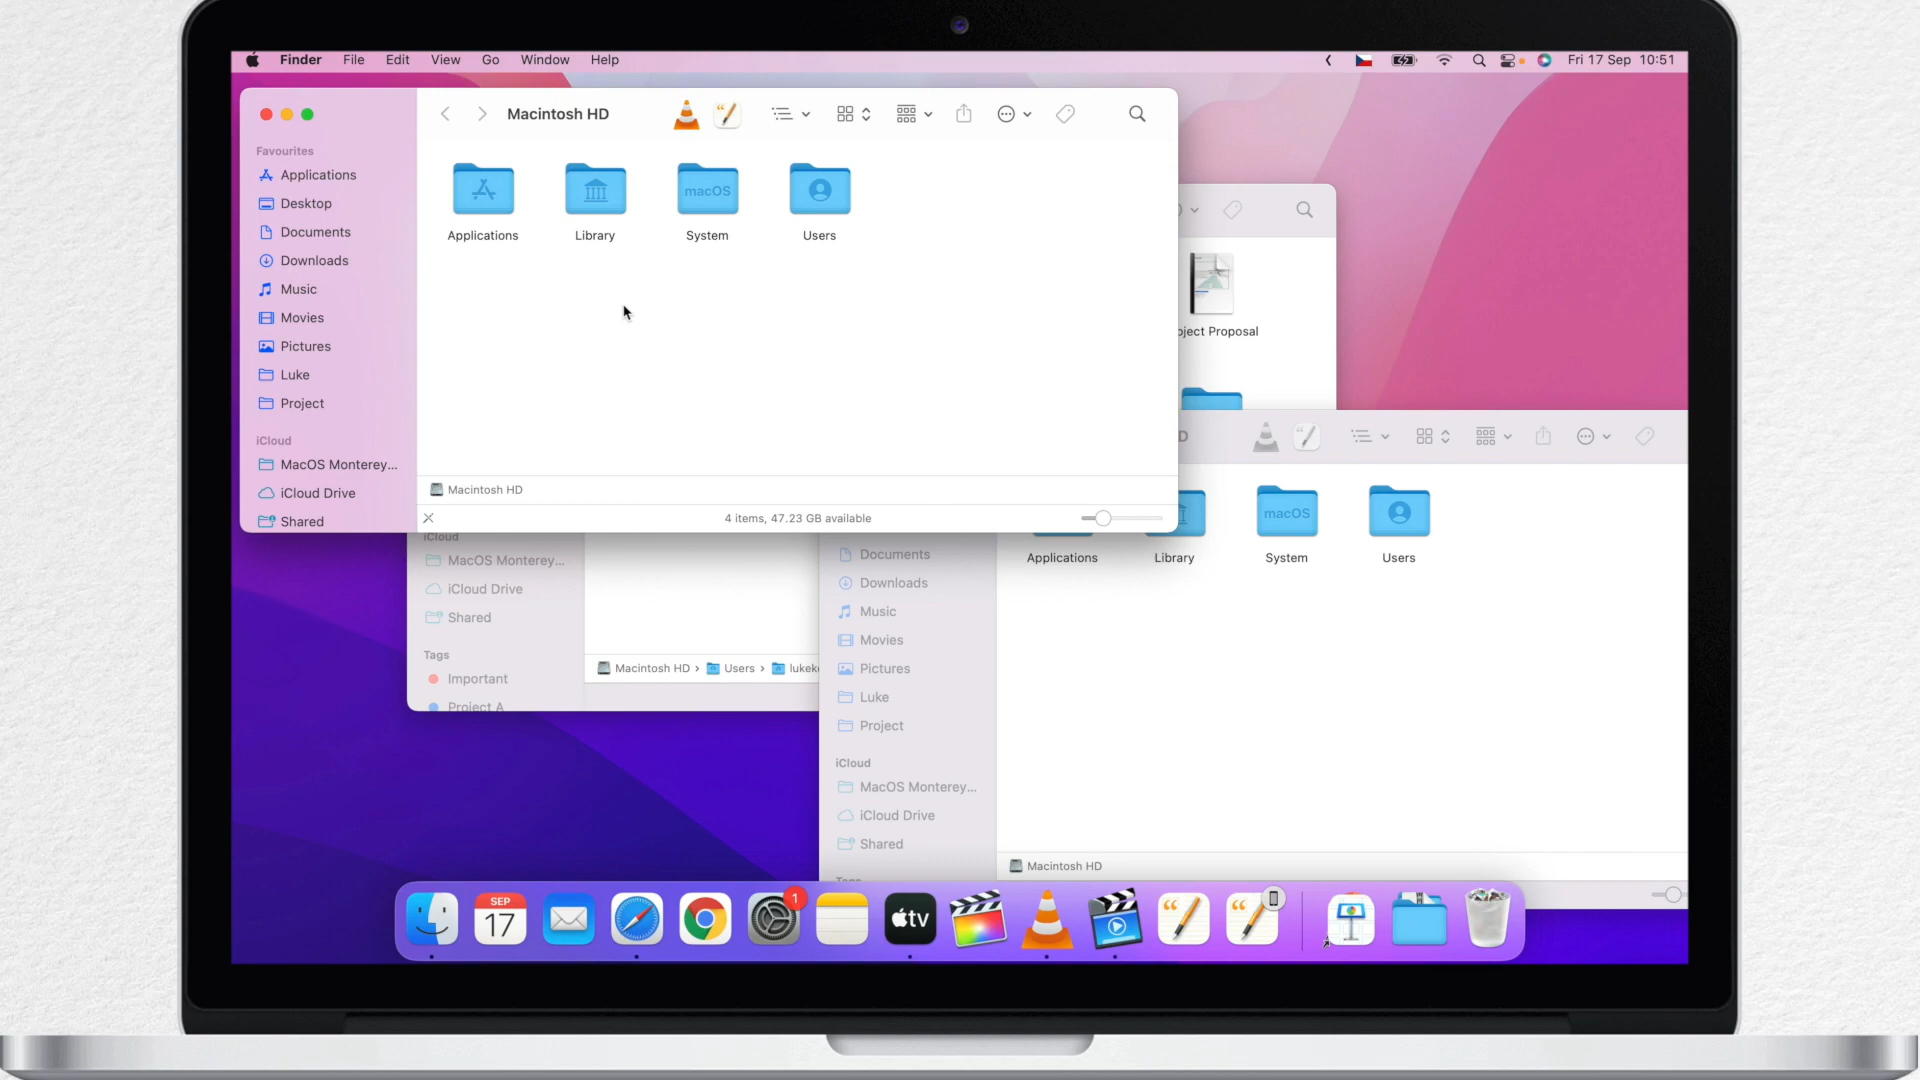 Finder File Edit View Go Window Help
Fri 17 Sep 10:51
Macintosh HD
Favourites
Applications
Desktop
Documents
Downloads
Music
Movies
Pictures
Luke
Project
iCloud
MacOS Monterey...
iCloud Drive
Shared
macOS
Applications Library System Users
Macintosh HD
4 items, 47.23 GB available
Project Proposal
iCloud
MacOS Monterey...
iCloud Drive
Shared
Tags
Important
Project A
Macintosh HD › Users ›
D
Documents
Downloads
Music
Movies
Pictures
Luke
Project
iCloud
MacOS Monterey...
iCloud Drive
Shared
Tags
macOS
Applications Library System Users
Macintosh HD
SEP
17
1
tv